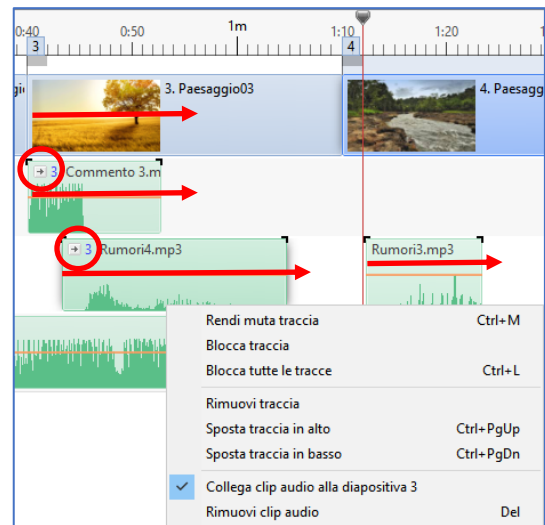 0:40 0:50 1m 1:10 1:20
3 4
3. Paesaggio03 4. Paesagg
3 Commento 3.m
3 Rumori4.mp3 Rumori3.mp3
Rendi muta traccia Ctrl+M
Blocca traccia
Blocca tutte le tracce Ctrl+L
Rimuovi traccia
Sposta traccia in alto Ctrl+PgUp
Sposta traccia in basso Ctrl+PgDn
Collega clip audio alla diapositiva 3
Rimuovi clip audio Del